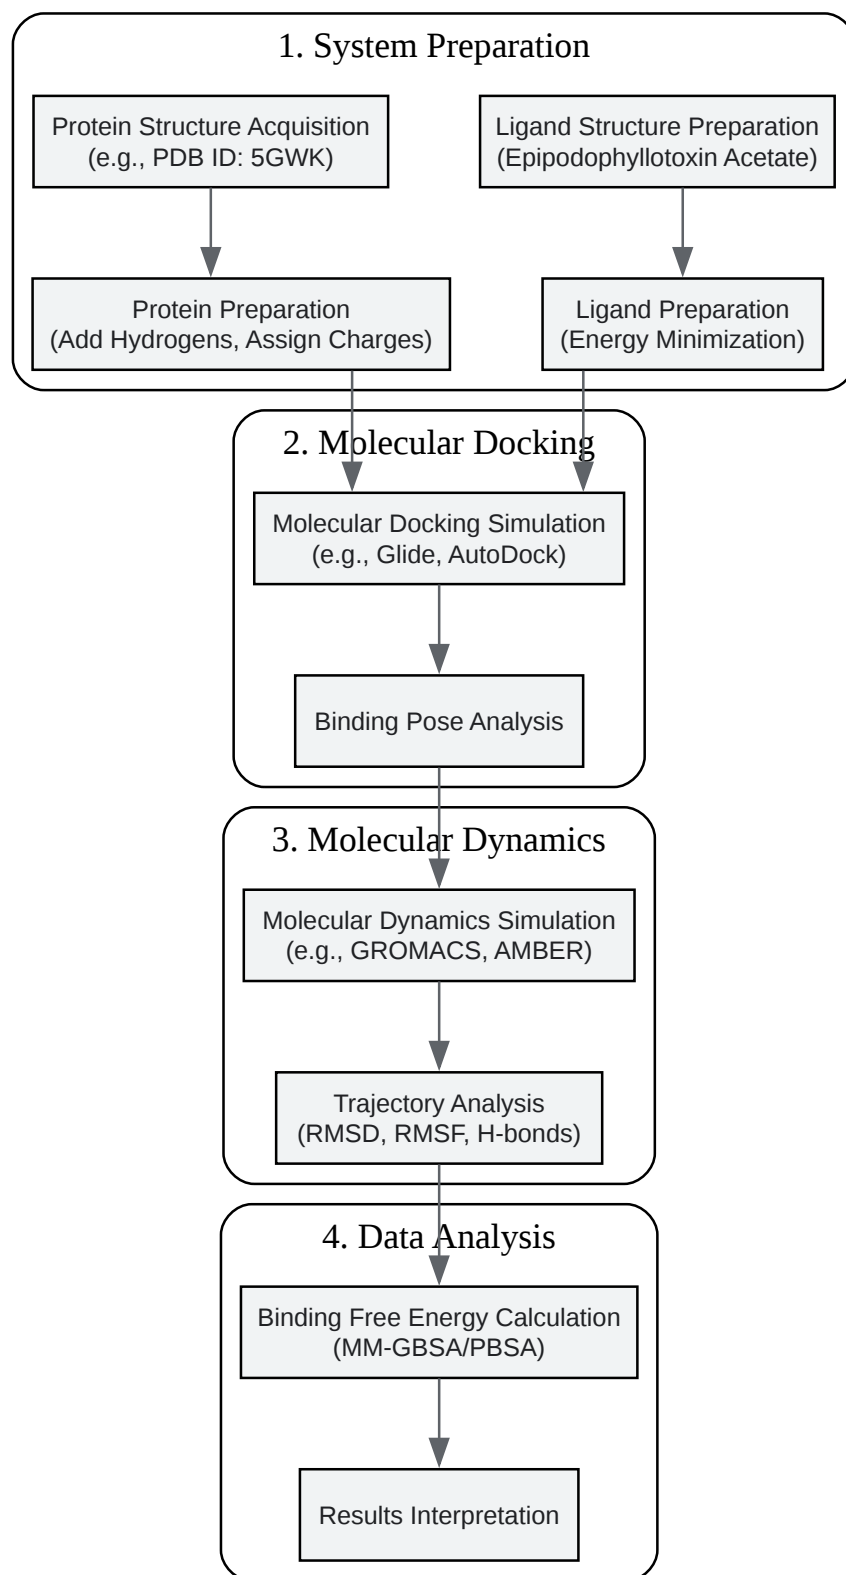 1. System Preparation
Protein Structure Acquisition
(e.g., PDB ID: 5GWK)
Ligand Structure Preparation
(Epipodophyllotoxin Acetate)
Protein Preparation
(Add Hydrogens, Assign Charges)
Ligand Preparation
(Energy Minimization)
2. Molecular Docking
Molecular Docking Simulation
(e.g., Glide, AutoDock)
Binding Pose Analysis
3. Molecular Dynamics
Molecular Dynamics Simulation
(e.g., GROMACS, AMBER)
Trajectory Analysis
(RMSD, RMSF, H-bonds)
4. Data Analysis
Binding Free Energy Calculation
(MM-GBSA/PBSA)
Results Interpretation